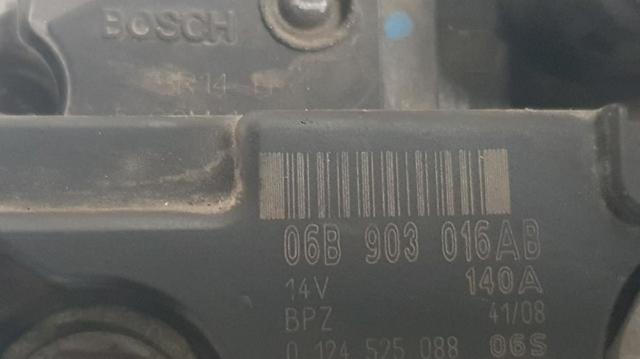 BOSCH
06B 903 016AB
14V 140A
BPZ 41/08
0 124 525 088 06S